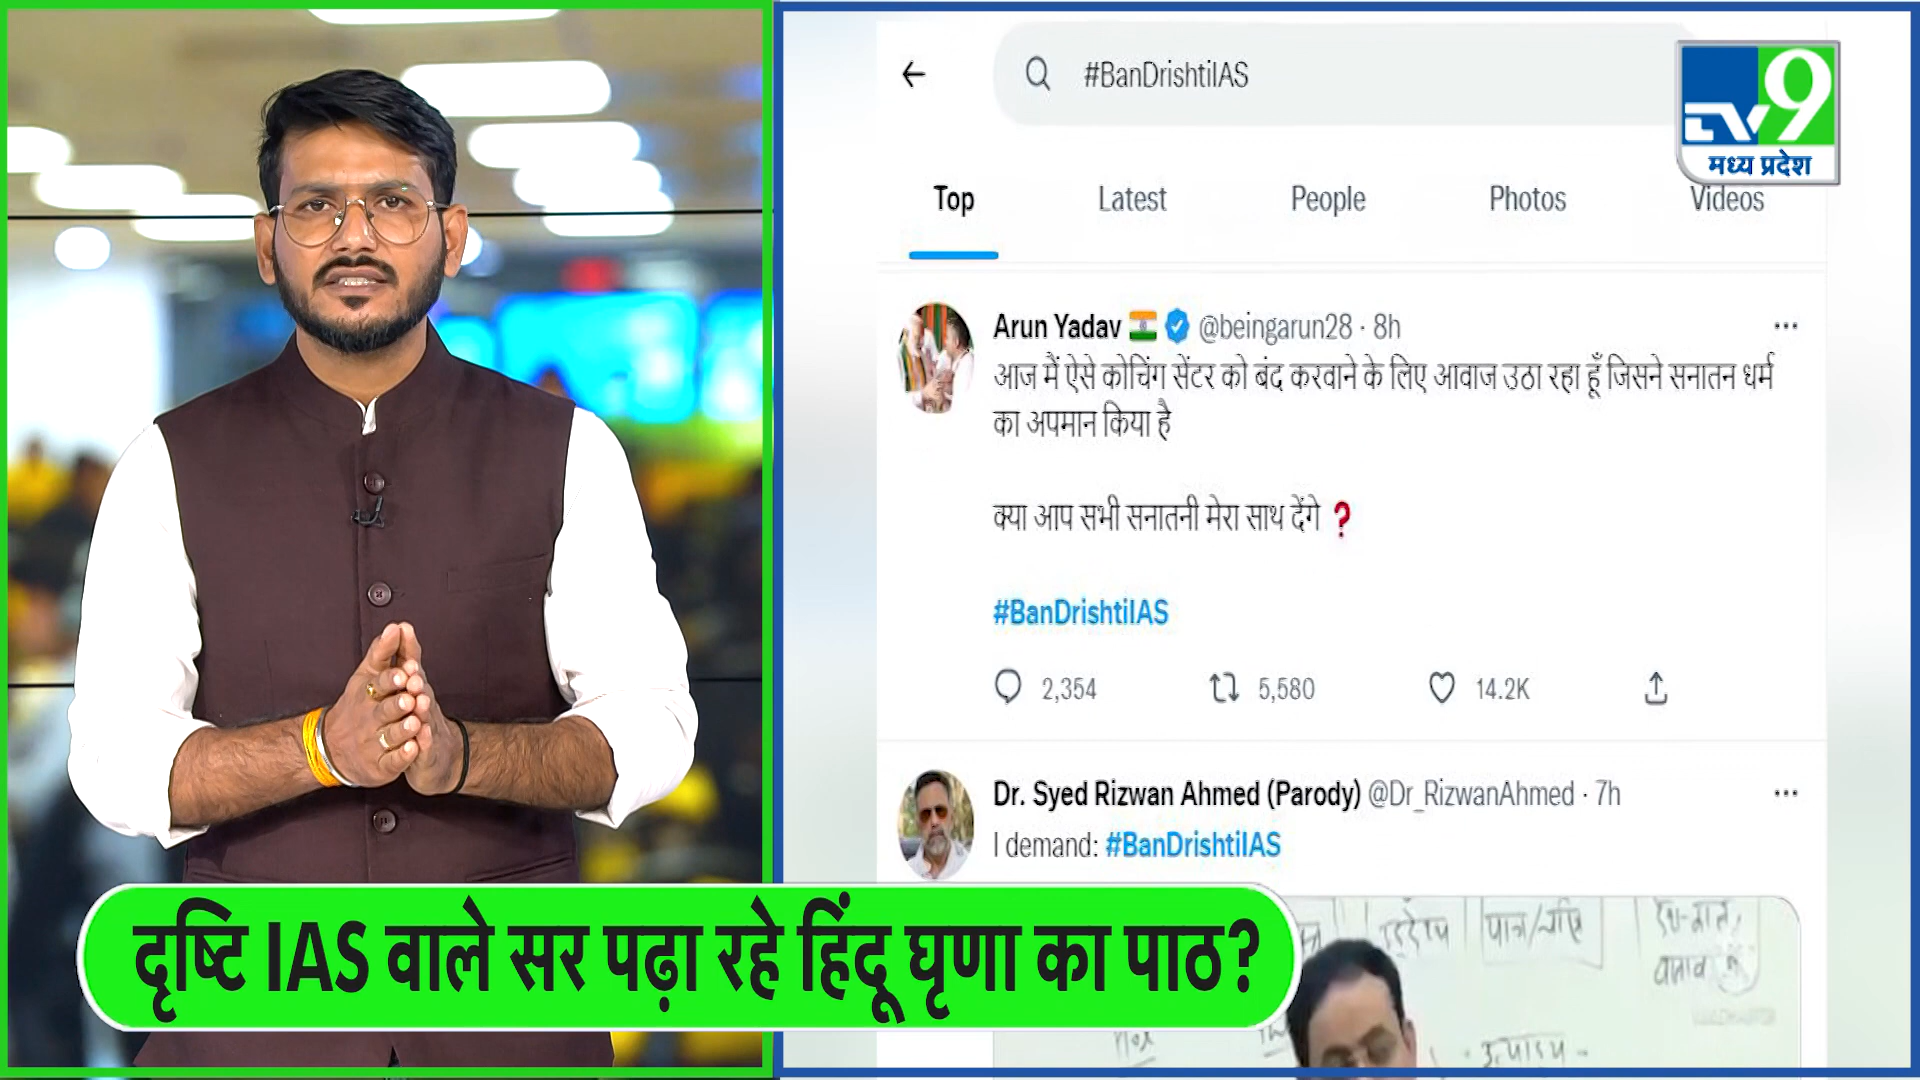 #BanDrishtiIAS
TV9
मध्य प्रदेश
Top Latest People Photos Videos
Arun Yadav @beingarun28 · 8h
आज मैं ऐसे कोचिंग सेंटर को बंद करवाने के लिए आवाज उठा रहा हूँ जिसने सनातन धर्म
का अपमान किया है
क्या आप सभी सनातनी मेरा साथ देंगे ❓
#BanDrishtiIAS
2,354 5,580 14.2K
Dr. Syed Rizwan Ahmed (Parody) @Dr_RizwanAhmed · 7h
I demand: #BanDrishtiIAS
दृष्टि IAS वाले सर पढ़ा रहे हिंदू घृणा का पाठ?